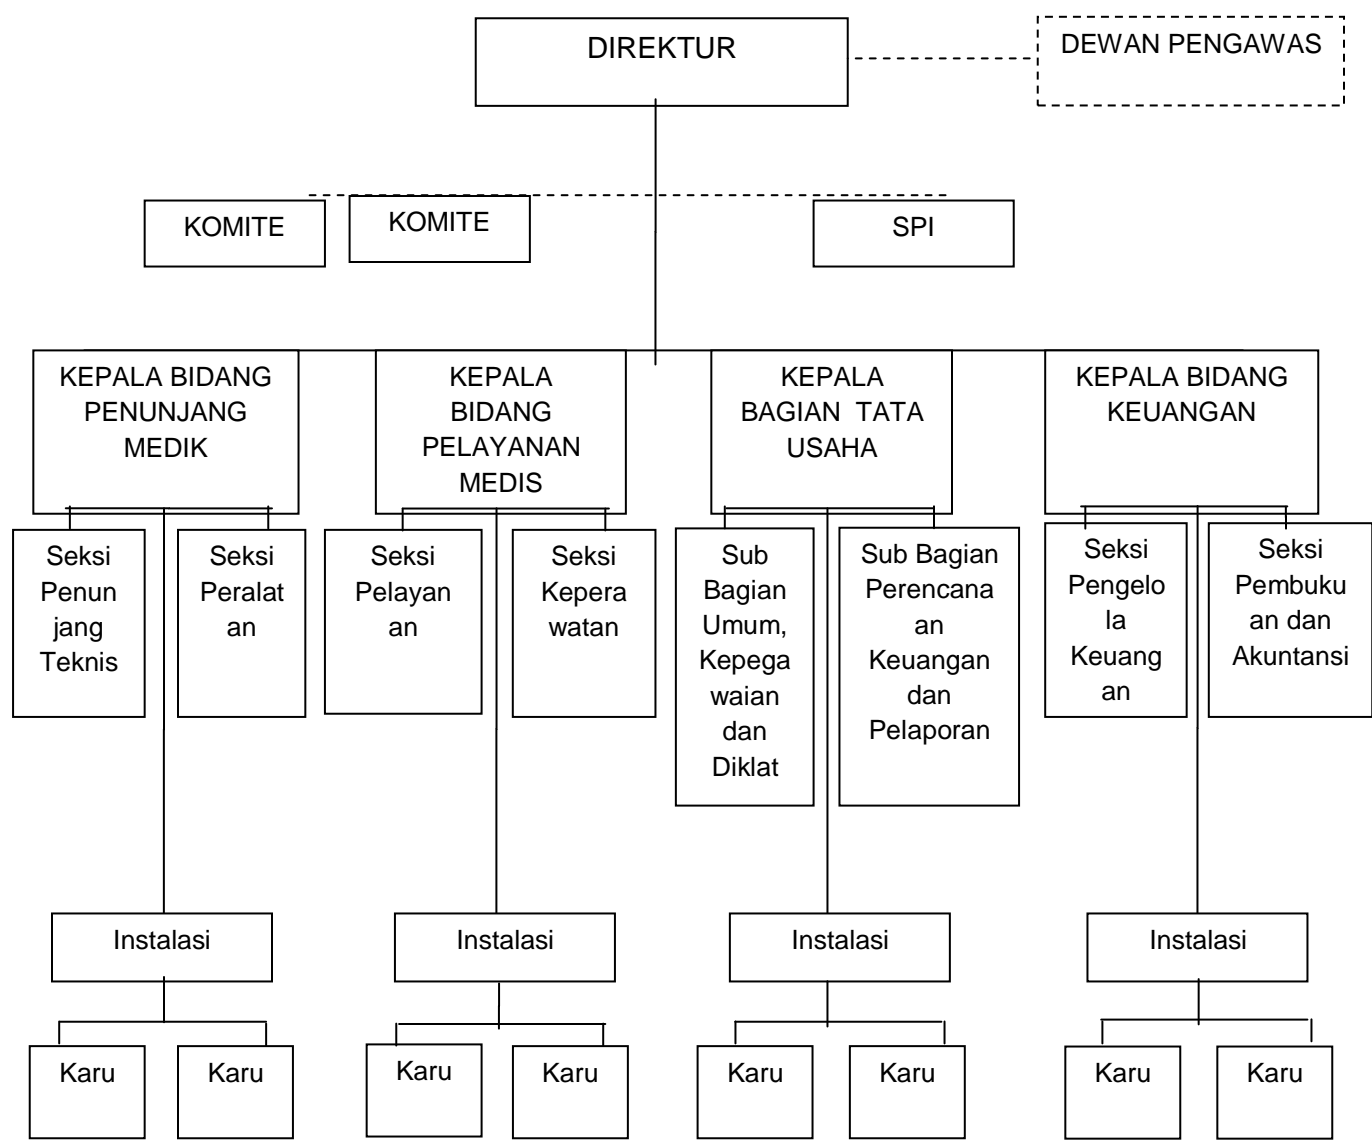 DIREKTUR
DEWAN PENGAWAS
KOMITE
KOMITE
SPI
KEPALA BIDANG
PENUNJANG
MEDIK
KEPALA
BIDANG
PELAYANAN
MEDIS
KEPALA
BAGIAN TATA
USAHA
KEPALA BIDANG
KEUANGAN
Seksi
Penun
jang
Teknis
Seksi
Peralat
an
Seksi
Pelayan
an
Seksi
Kepera
watan
Sub
Bagian
Umum,
Kepega
waian
dan
Diklat
Sub Bagian
Perencana
an
Keuangan
dan
Pelaporan
Seksi
Pengelo
la
Keuang
an
Seksi
Pembuku
an dan
Akuntansi
Instalasi
Instalasi
Instalasi
Instalasi
Karu
Karu
Karu
Karu
Karu
Karu
Karu
Karu